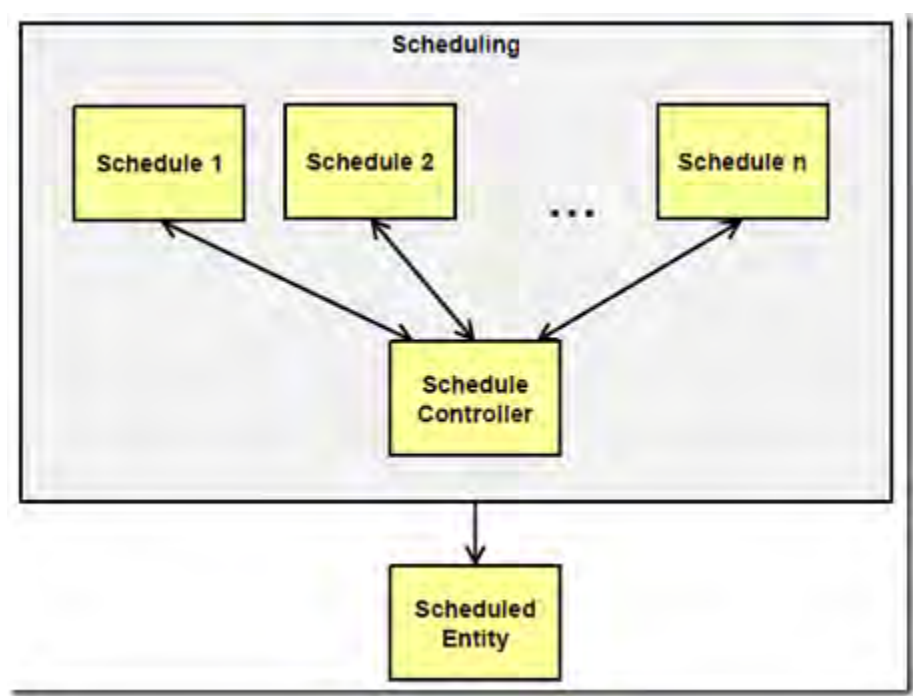 Scheduling
Schedule 1
Schedule 2
...
Schedule n
Schedule
Controller
Scheduled
Entity